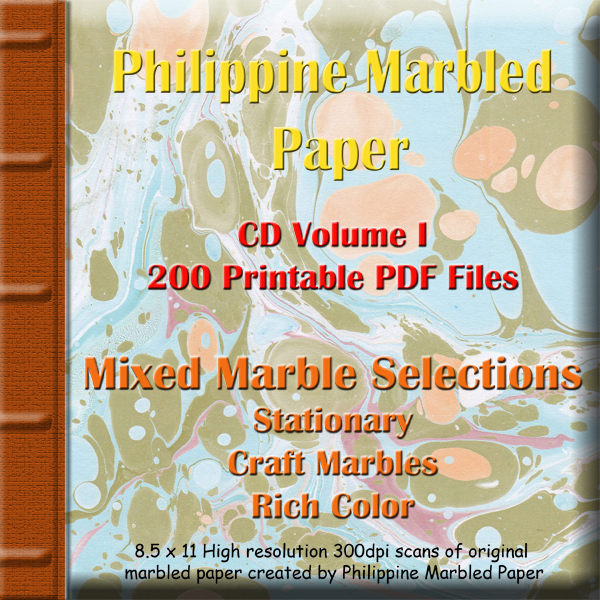 Philippine Marbled
Paper
CD Volume I
200 Printable PDF Files
Mixed Marble Selections
Stationary
Craft Marbles
Rich Color
8.5 x 11 High resolution 300dpi scans of original
marbled paper created by Philippine Marbled Paper